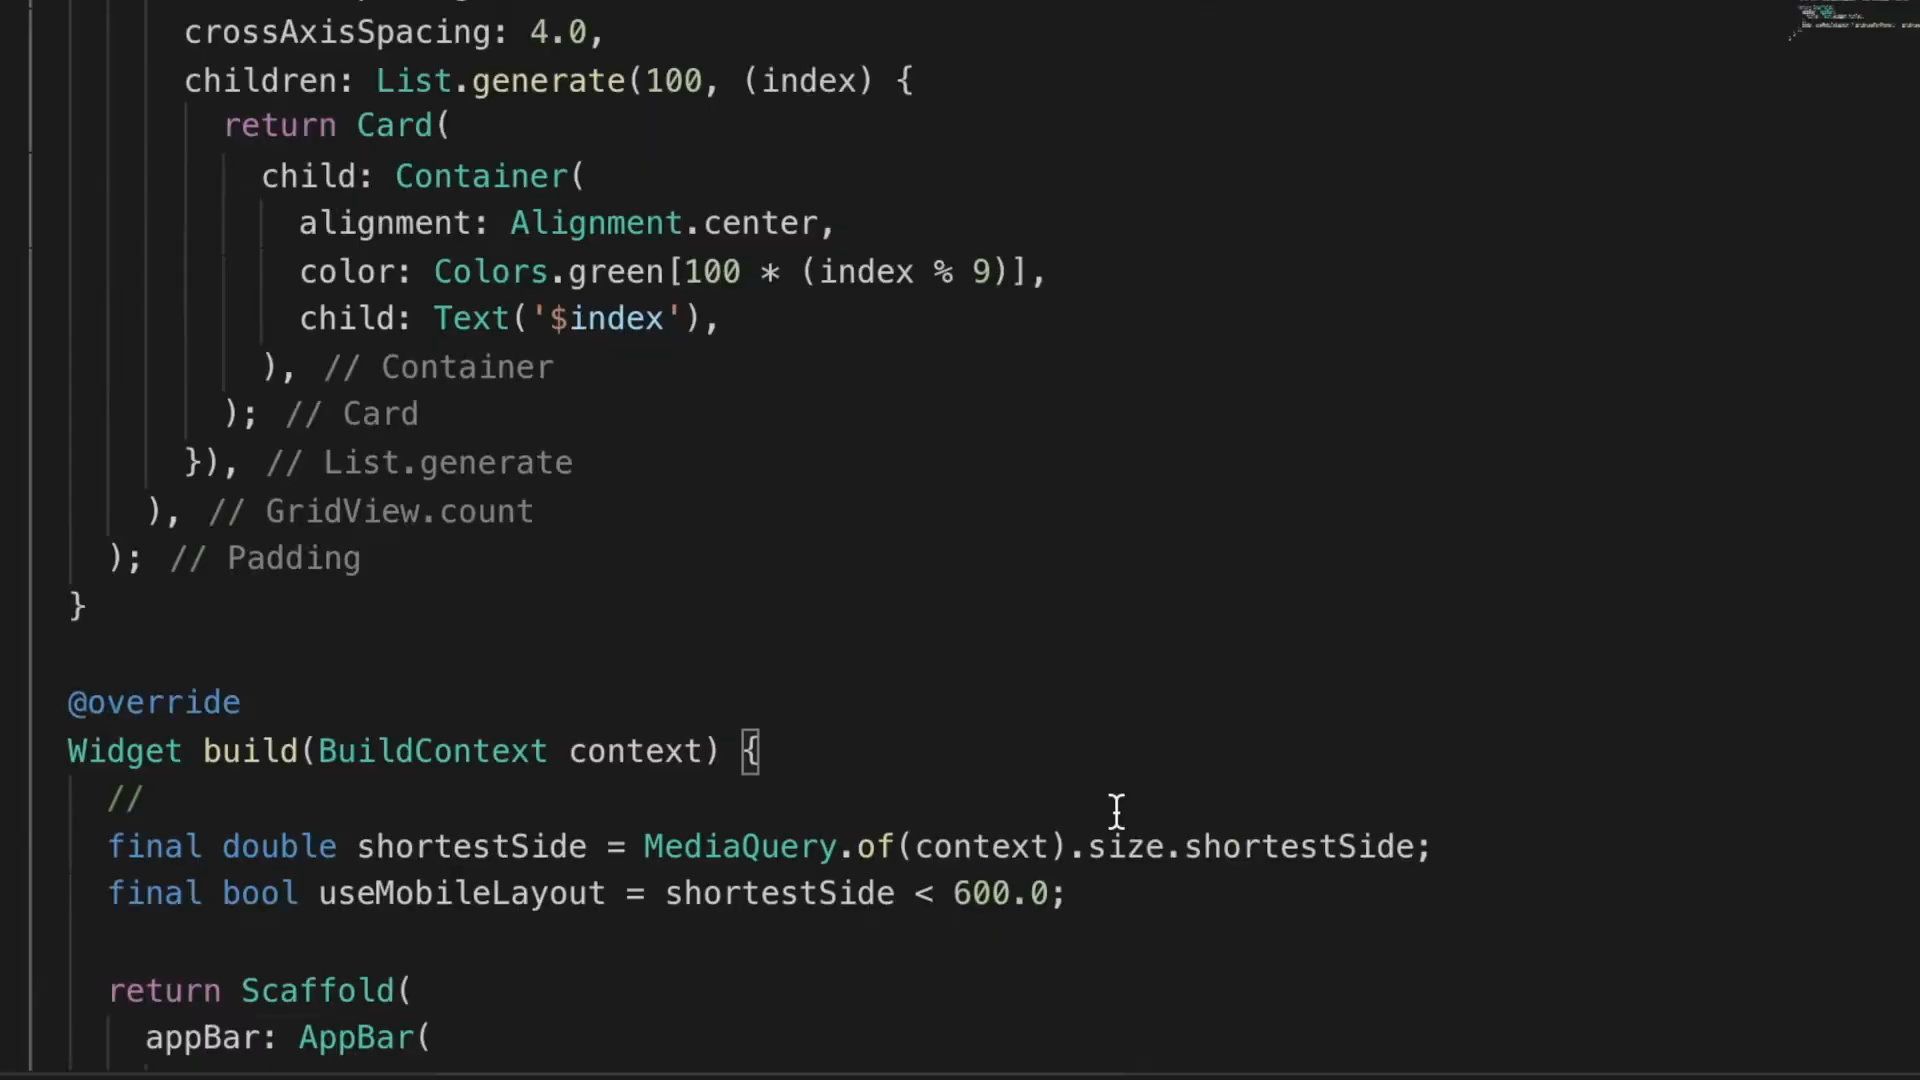 crossAxisSpacing: 4.0,
children: List.generate(100, (index) {
return Card(
child: Container(
alignment: Alignment.center,
color: Colors.green[100 * (index % 9)],
child: Text('$index'),
), // Container
); // Card
}), // List.generate
), // GridView.count
); // Padding
}
@override
Widget build(BuildContext context) {
//
final double shortestSide = MediaQuery.of(context).size.shortestSide;
final bool useMobileLayout = shortestSide < 600.0;
return Scaffold(
appBar: AppBar(